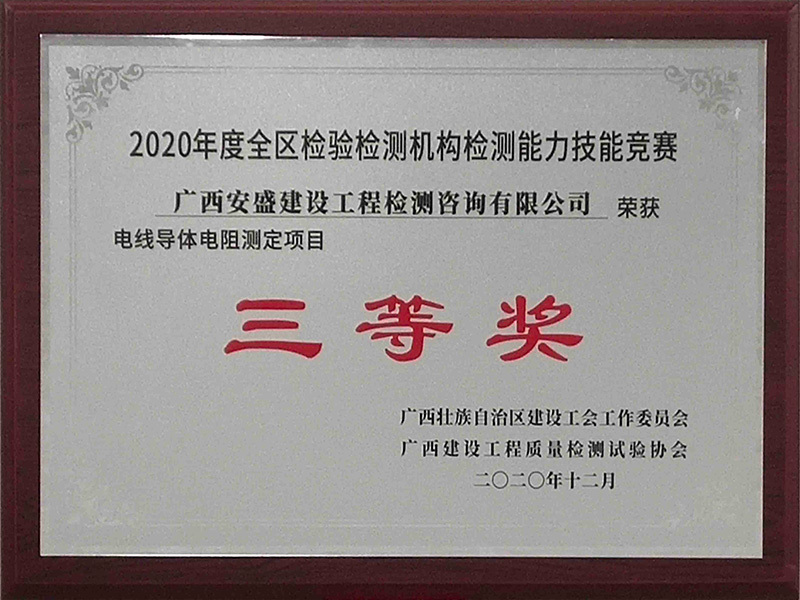 2020年度全区检验检测机构检测能力技能竞赛
广西安盛建设工程检测咨询有限公司 荣获
电线导体电阻测定项目
三等奖
广西壮族自治区建设工会工作委员会
广西建设工程质量检测试验协会
二〇二〇年十二月